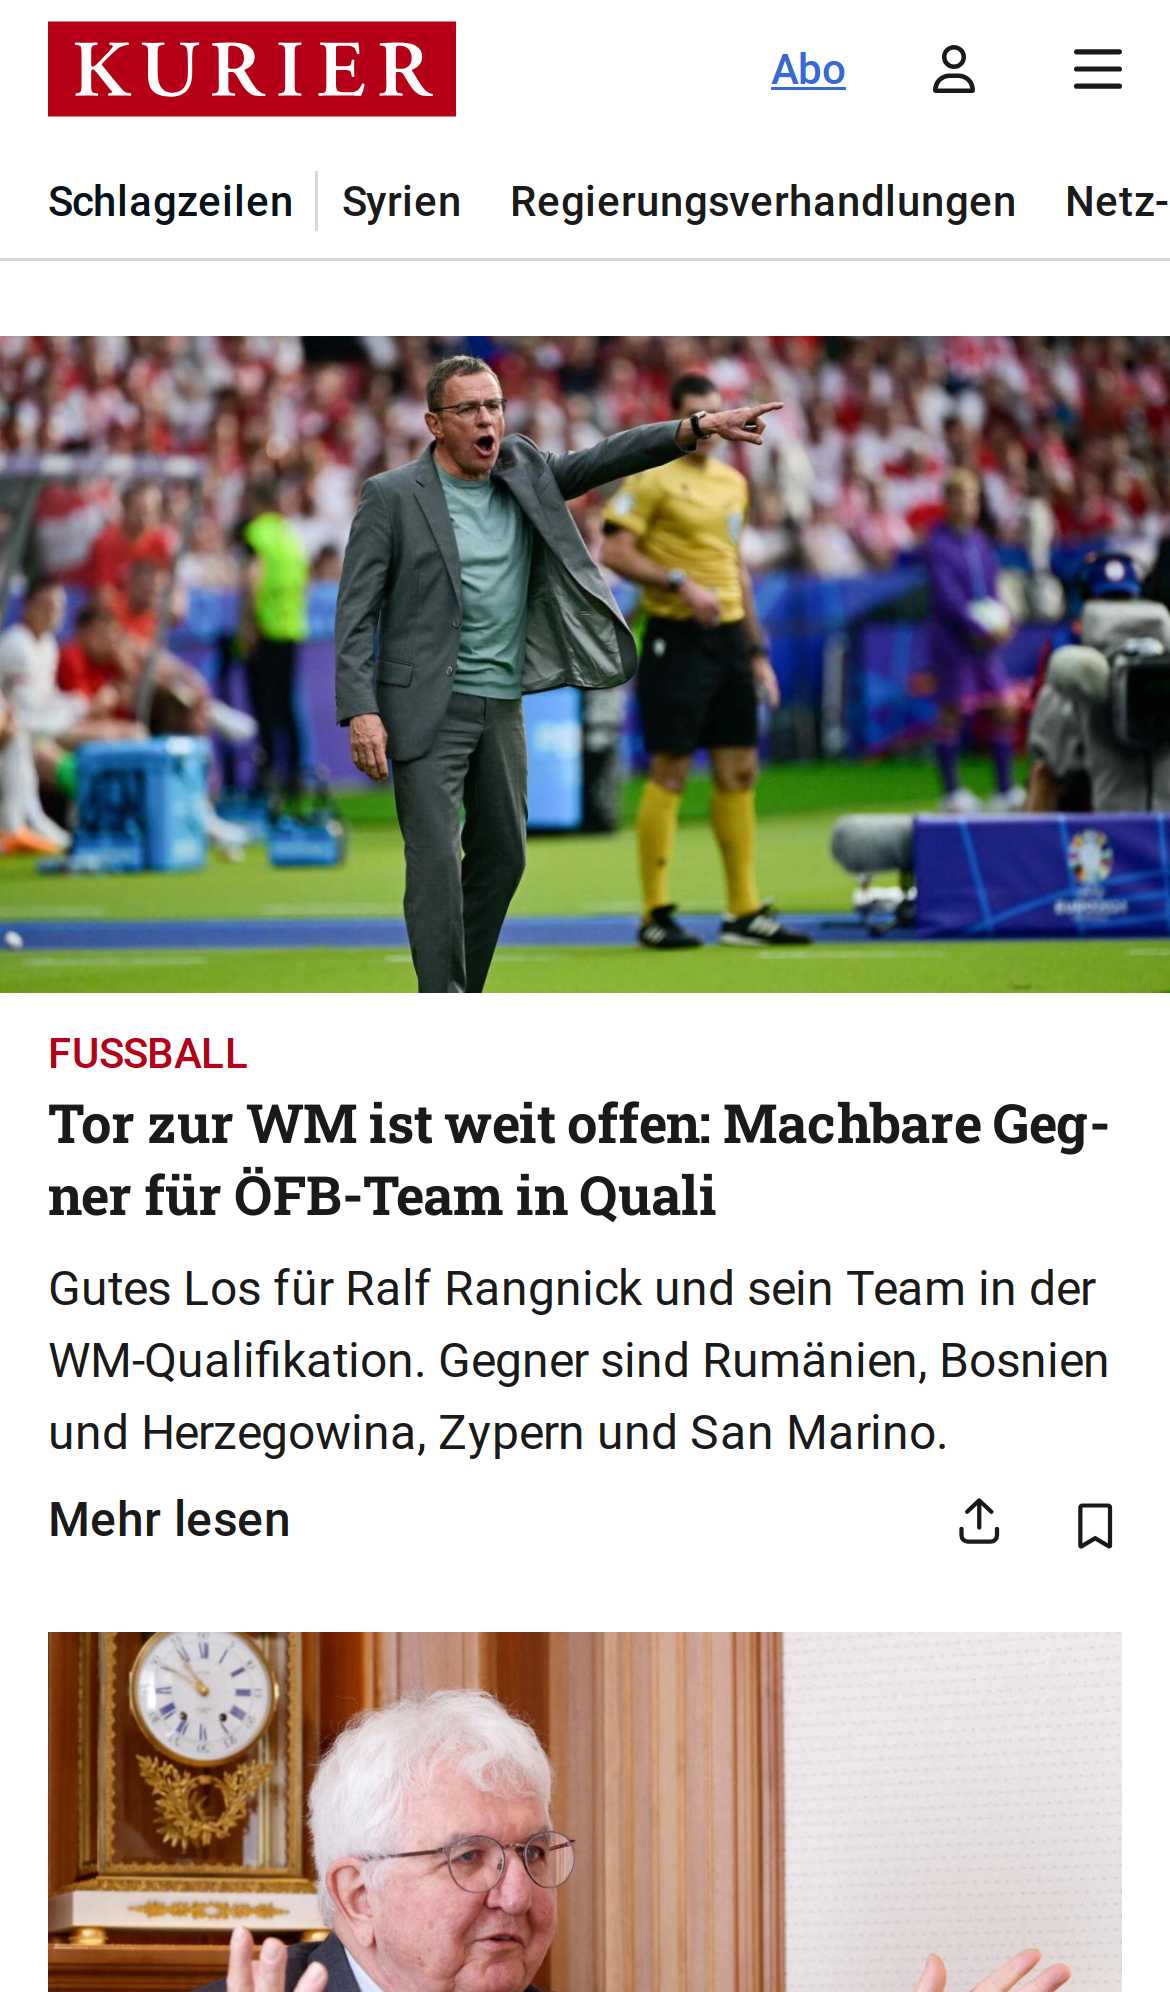 KURIER
Abo
Schlagzeilen
Syrien
Regierungsverhandlungen
Netz-
FUSSBALL
Tor zur WM ist weit offen: Machbare Geg-
ner für ÖFB-Team in Quali
Gutes Los für Ralf Rangnick und sein Team in der
WM-Qualifikation. Gegner sind Rumänien, Bosnien
und Herzegowina, Zypern und San Marino.
Mehr lesen